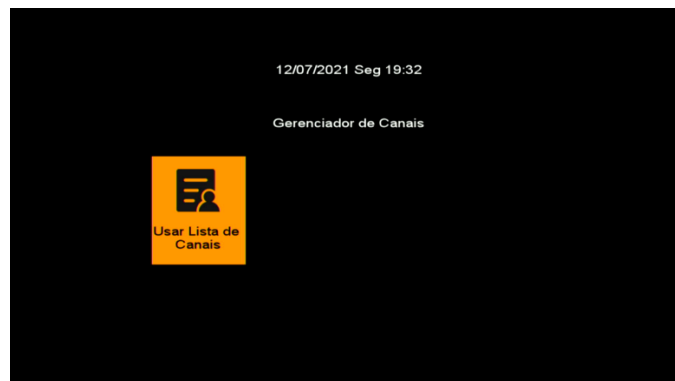 12/07/2021 Seg 19:32
Gerenciador de Canais
Usar Lista de
Canais